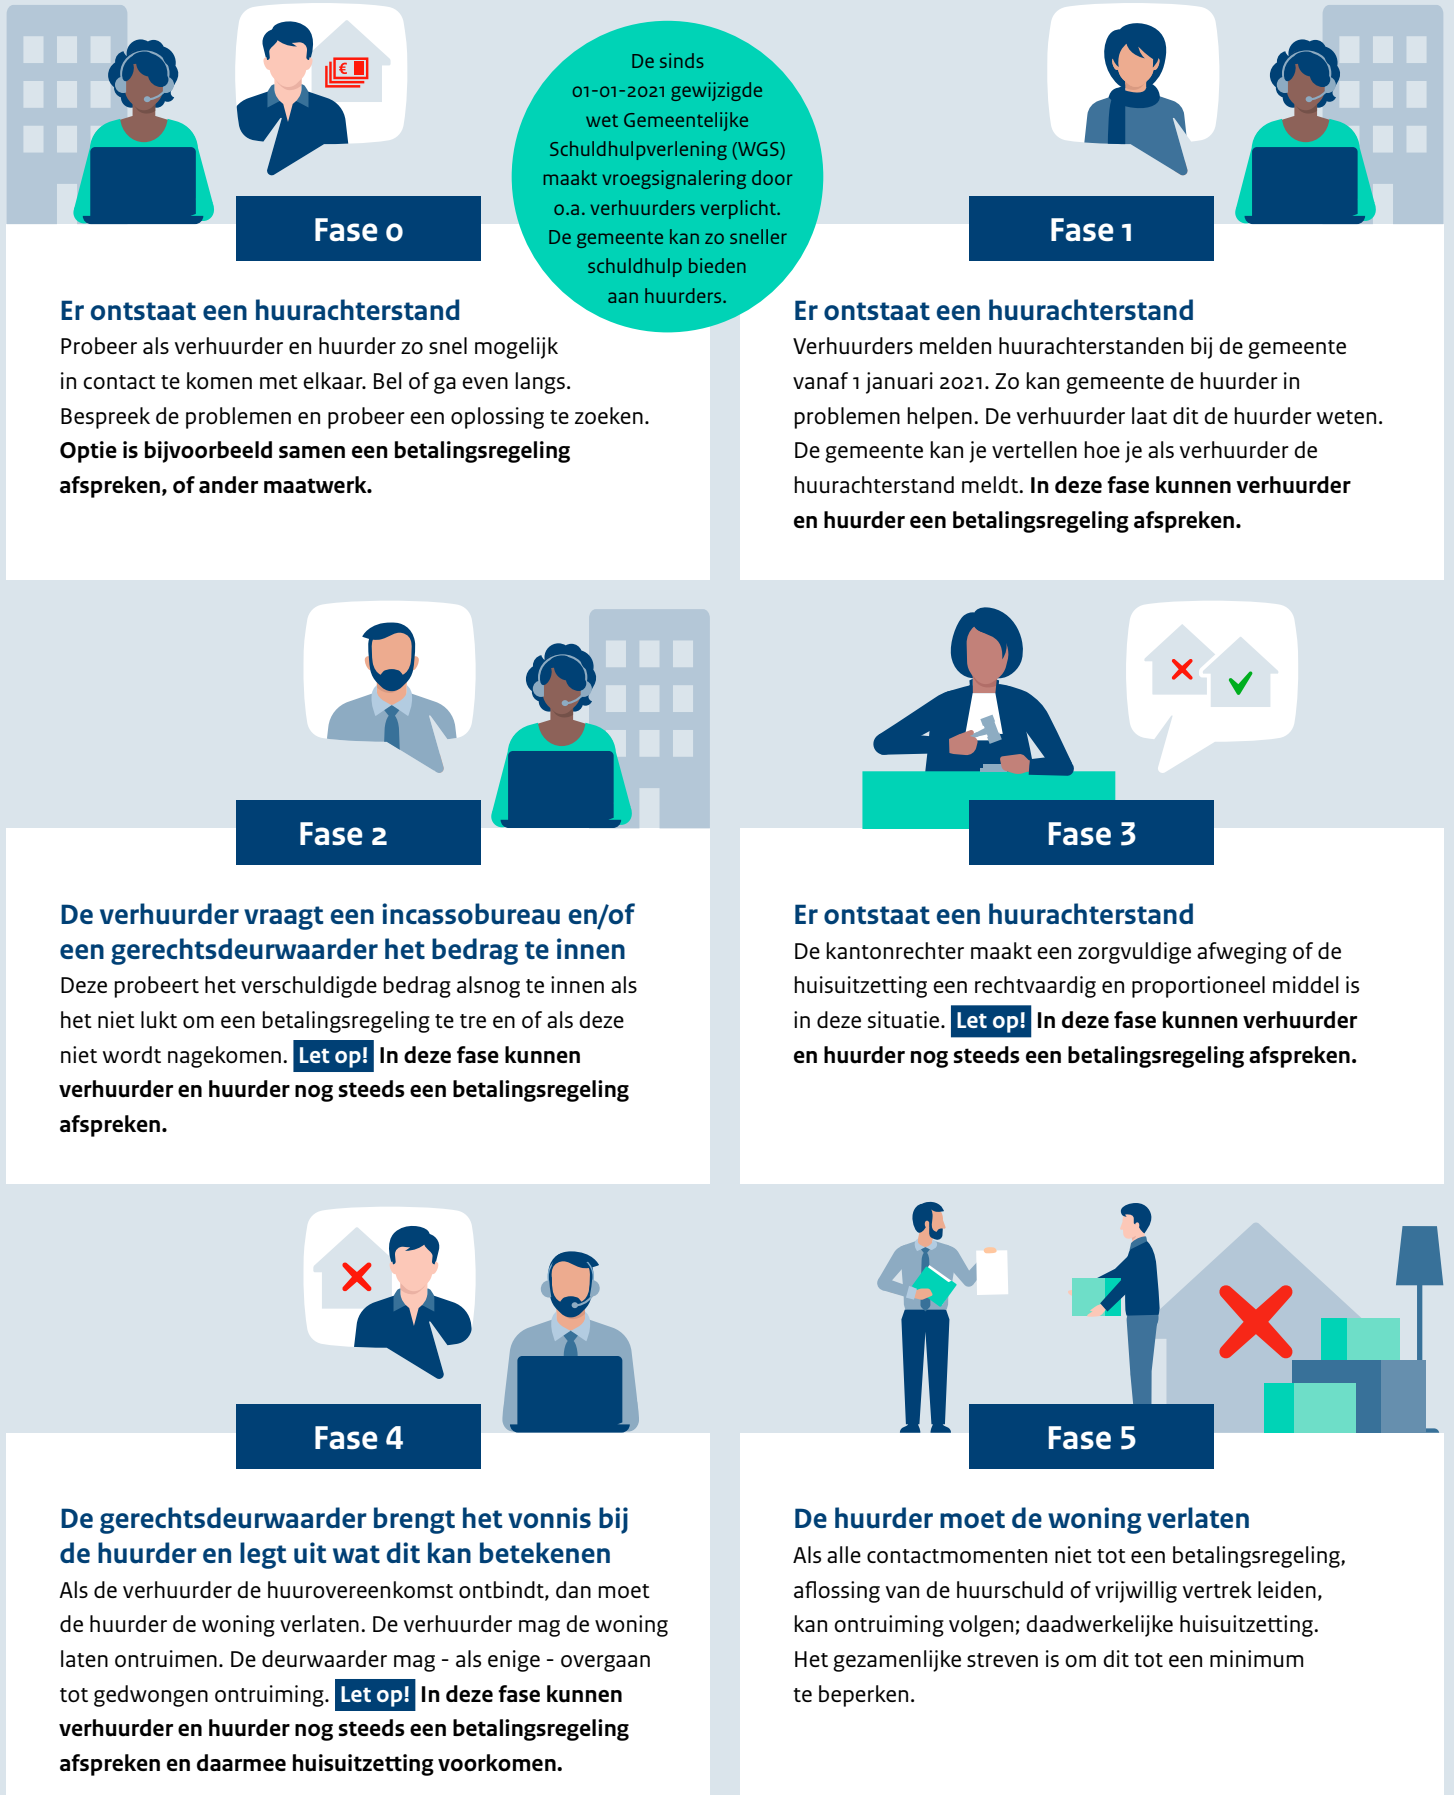 De sinds
01-01-2021 gewijzigde
wet Gemeentelijke
Schuldhulpverlening (WGS)
maakt vroegsignalering door
o.a. verhuurders verplicht.
De gemeente kan zo sneller
schuldhulp bieden
aan huurders.
Fase 0
Er ontstaat een huurachterstand
Probeer als verhuurder en huurder zo snel mogelijk
in contact te komen met elkaar. Bel of ga even langs.
Bespreek de problemen en probeer een oplossing te zoeken.
Optie is bijvoorbeeld samen een betalingsregeling
afspreken, of ander maatwerk.
Fase 1
Er ontstaat een huurachterstand
Verhuurders melden huurachterstanden bij de gemeente
vanaf 1 januari 2021. Zo kan gemeente de huurder in
problemen helpen. De verhuurder laat dit de huurder weten.
De gemeente kan je vertellen hoe je als verhuurder de
huurachterstand meldt. In deze fase kunnen verhuurder
en huurder een betalingsregeling afspreken.
Fase 2
De verhuurder vraagt een incassobureau en/of
een gerechtsdeurwaarder het bedrag te innen
Deze probeert het verschuldigde bedrag alsnog te innen als
het niet lukt om een betalingsregeling te tre en of als deze
niet wordt nagekomen. Let op! In deze fase kunnen
verhuurder en huurder nog steeds een betalingsregeling
afspreken.
Fase 3
Er ontstaat een huurachterstand
De kantonrechter maakt een zorgvuldige afweging of de
huisuitzetting een rechtvaardig en proportioneel middel is
in deze situatie. Let op! In deze fase kunnen verhuurder
en huurder nog steeds een betalingsregeling afspreken.
Fase 4
De gerechtsdeurwaarder brengt het vonnis bij
de huurder en legt uit wat dit kan betekenen
Als de verhuurder de huurovereenkomst ontbindt, dan moet
de huurder de woning verlaten. De verhuurder mag de woning
laten ontruimen. De deurwaarder mag - als enige - overgaan
tot gedwongen ontruiming. Let op! In deze fase kunnen
verhuurder en huurder nog steeds een betalingsregeling
afspreken en daarmee huisuitzetting voorkomen.
Fase 5
De huurder moet de woning verlaten
Als alle contactmomenten niet tot een betalingsregeling,
aflossing van de huurschuld of vrijwillig vertrek leiden,
kan ontruiming volgen; daadwerkelijke huisuitzetting.
Het gezamenlijke streven is om dit tot een minimum
te beperken.